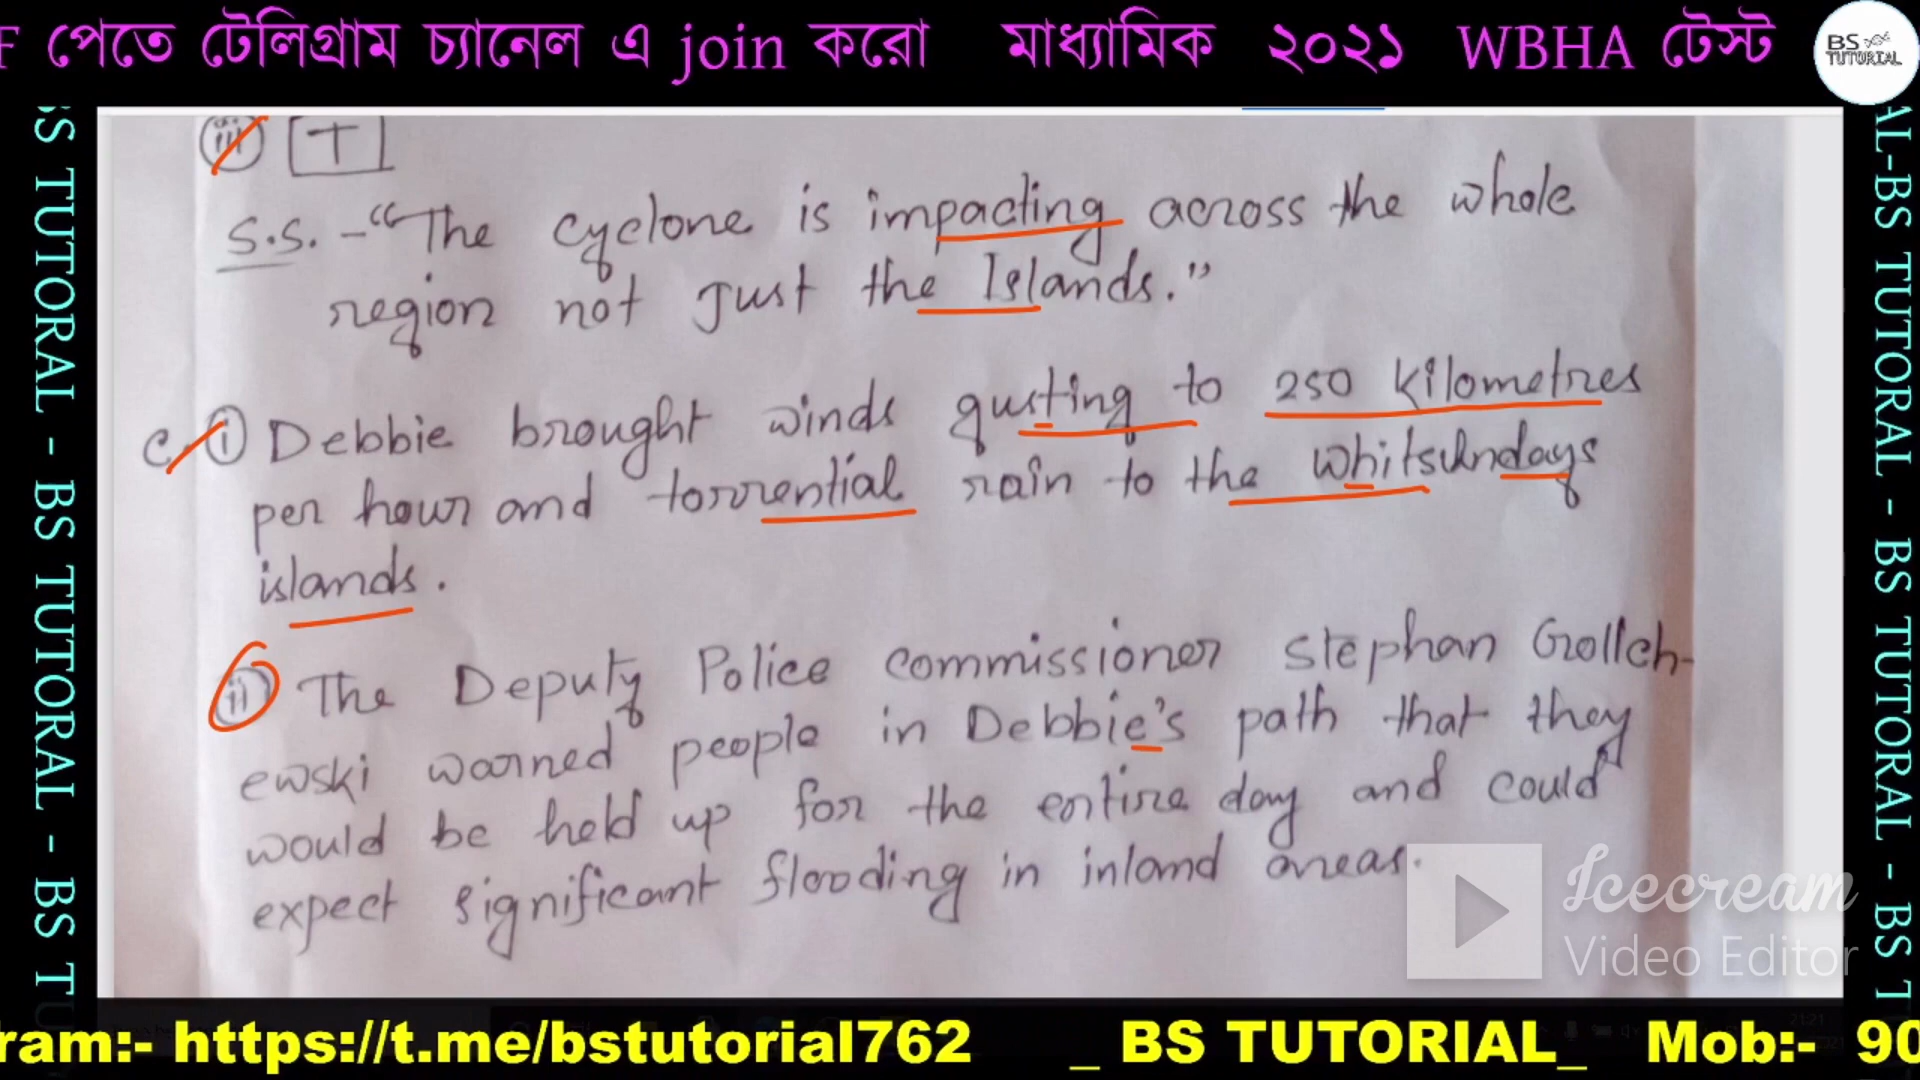 F পেতে টেলিগ্রাম চ্যানেল এ join করো মাধ্যামিক ২০২১ WBHA টেস্ট
BS TUTORIAL
iii T
S.S. - "The cyclone is impacting across the whole
region not just the Islands."
C. i Debbie brought winds gusting to 250 kilometres
per hour and torrential rain to the whitsundays
islands.
ii The Deputy Police commissioner Stephan Gollch-
ewski warned people in Debbie's path that they
would be held up for the entire day and could
expect significant flooding in inland areas.
Icecream
Video Editor
BS TUTORAL - BS TUTORAL - BS T
AL-BS TUTORAL - BS TUTORAL - BS T
ram:- https://t.me/bstutorial762 _ BS TUTORIAL_ Mob:- 90